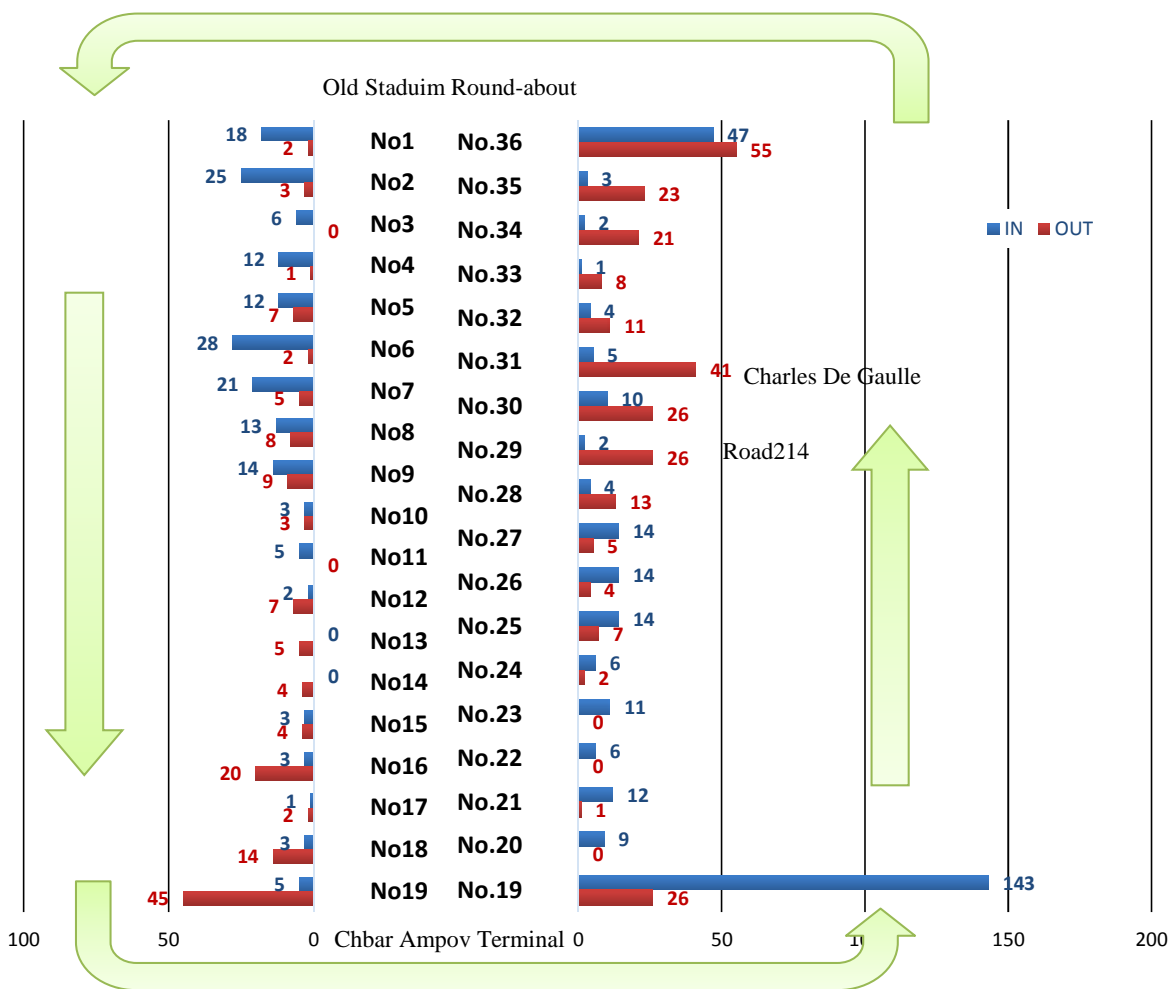 Old Staduim Round-about
18 No1 No.36 47
2 55
25 No2 No.35 3
3 23
6 No3 No.34 2
0 21
12 No4 No.33 1
1 8
12 No5 No.32 4
7 11
28 No6 No.31 5
2 41 Charles De Gaulle
21 No7 No.30 10
5 26
13 No8 No.29 2
8 26 Road214
14 No9 No.28 4
9 13
3 No10 No.27 14
3 5
5 No11 No.26 14
0 4
2 No12 No.25 14
7 7
0 No13 No.24 6
5 2
0 No14 No.23 11
4 0
3 No15 No.22 6
4 0
3 No16 No.21 12
20 1
1 No17 No.20 9
2 0
3 No18 No.19 143
14 26
5 No19
45
IN OUT
100 50 0 Chbar Ampov Terminal 0 50 100 150 200